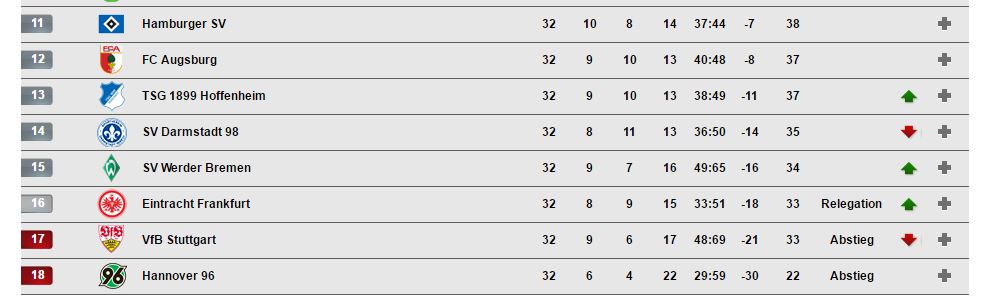 11 Hamburger SV 32 10 8 14 37:44 -7 38
12 FCA FC Augsburg 32 9 10 13 40:48 -8 37
13 TSG 1899 Hoffenheim 32 9 10 13 38:49 -11 37
14 SV Darmstadt 98 32 8 11 13 36:50 -14 35
15 SV Werder Bremen 32 9 7 16 49:65 -16 34
16 Eintracht Frankfurt 32 8 9 15 33:51 -18 33 Relegation
17 VfB VfB Stuttgart 32 9 6 17 48:69 -21 33 Abstieg
18 96 Hannover 96 32 6 4 22 29:59 -30 22 Abstieg